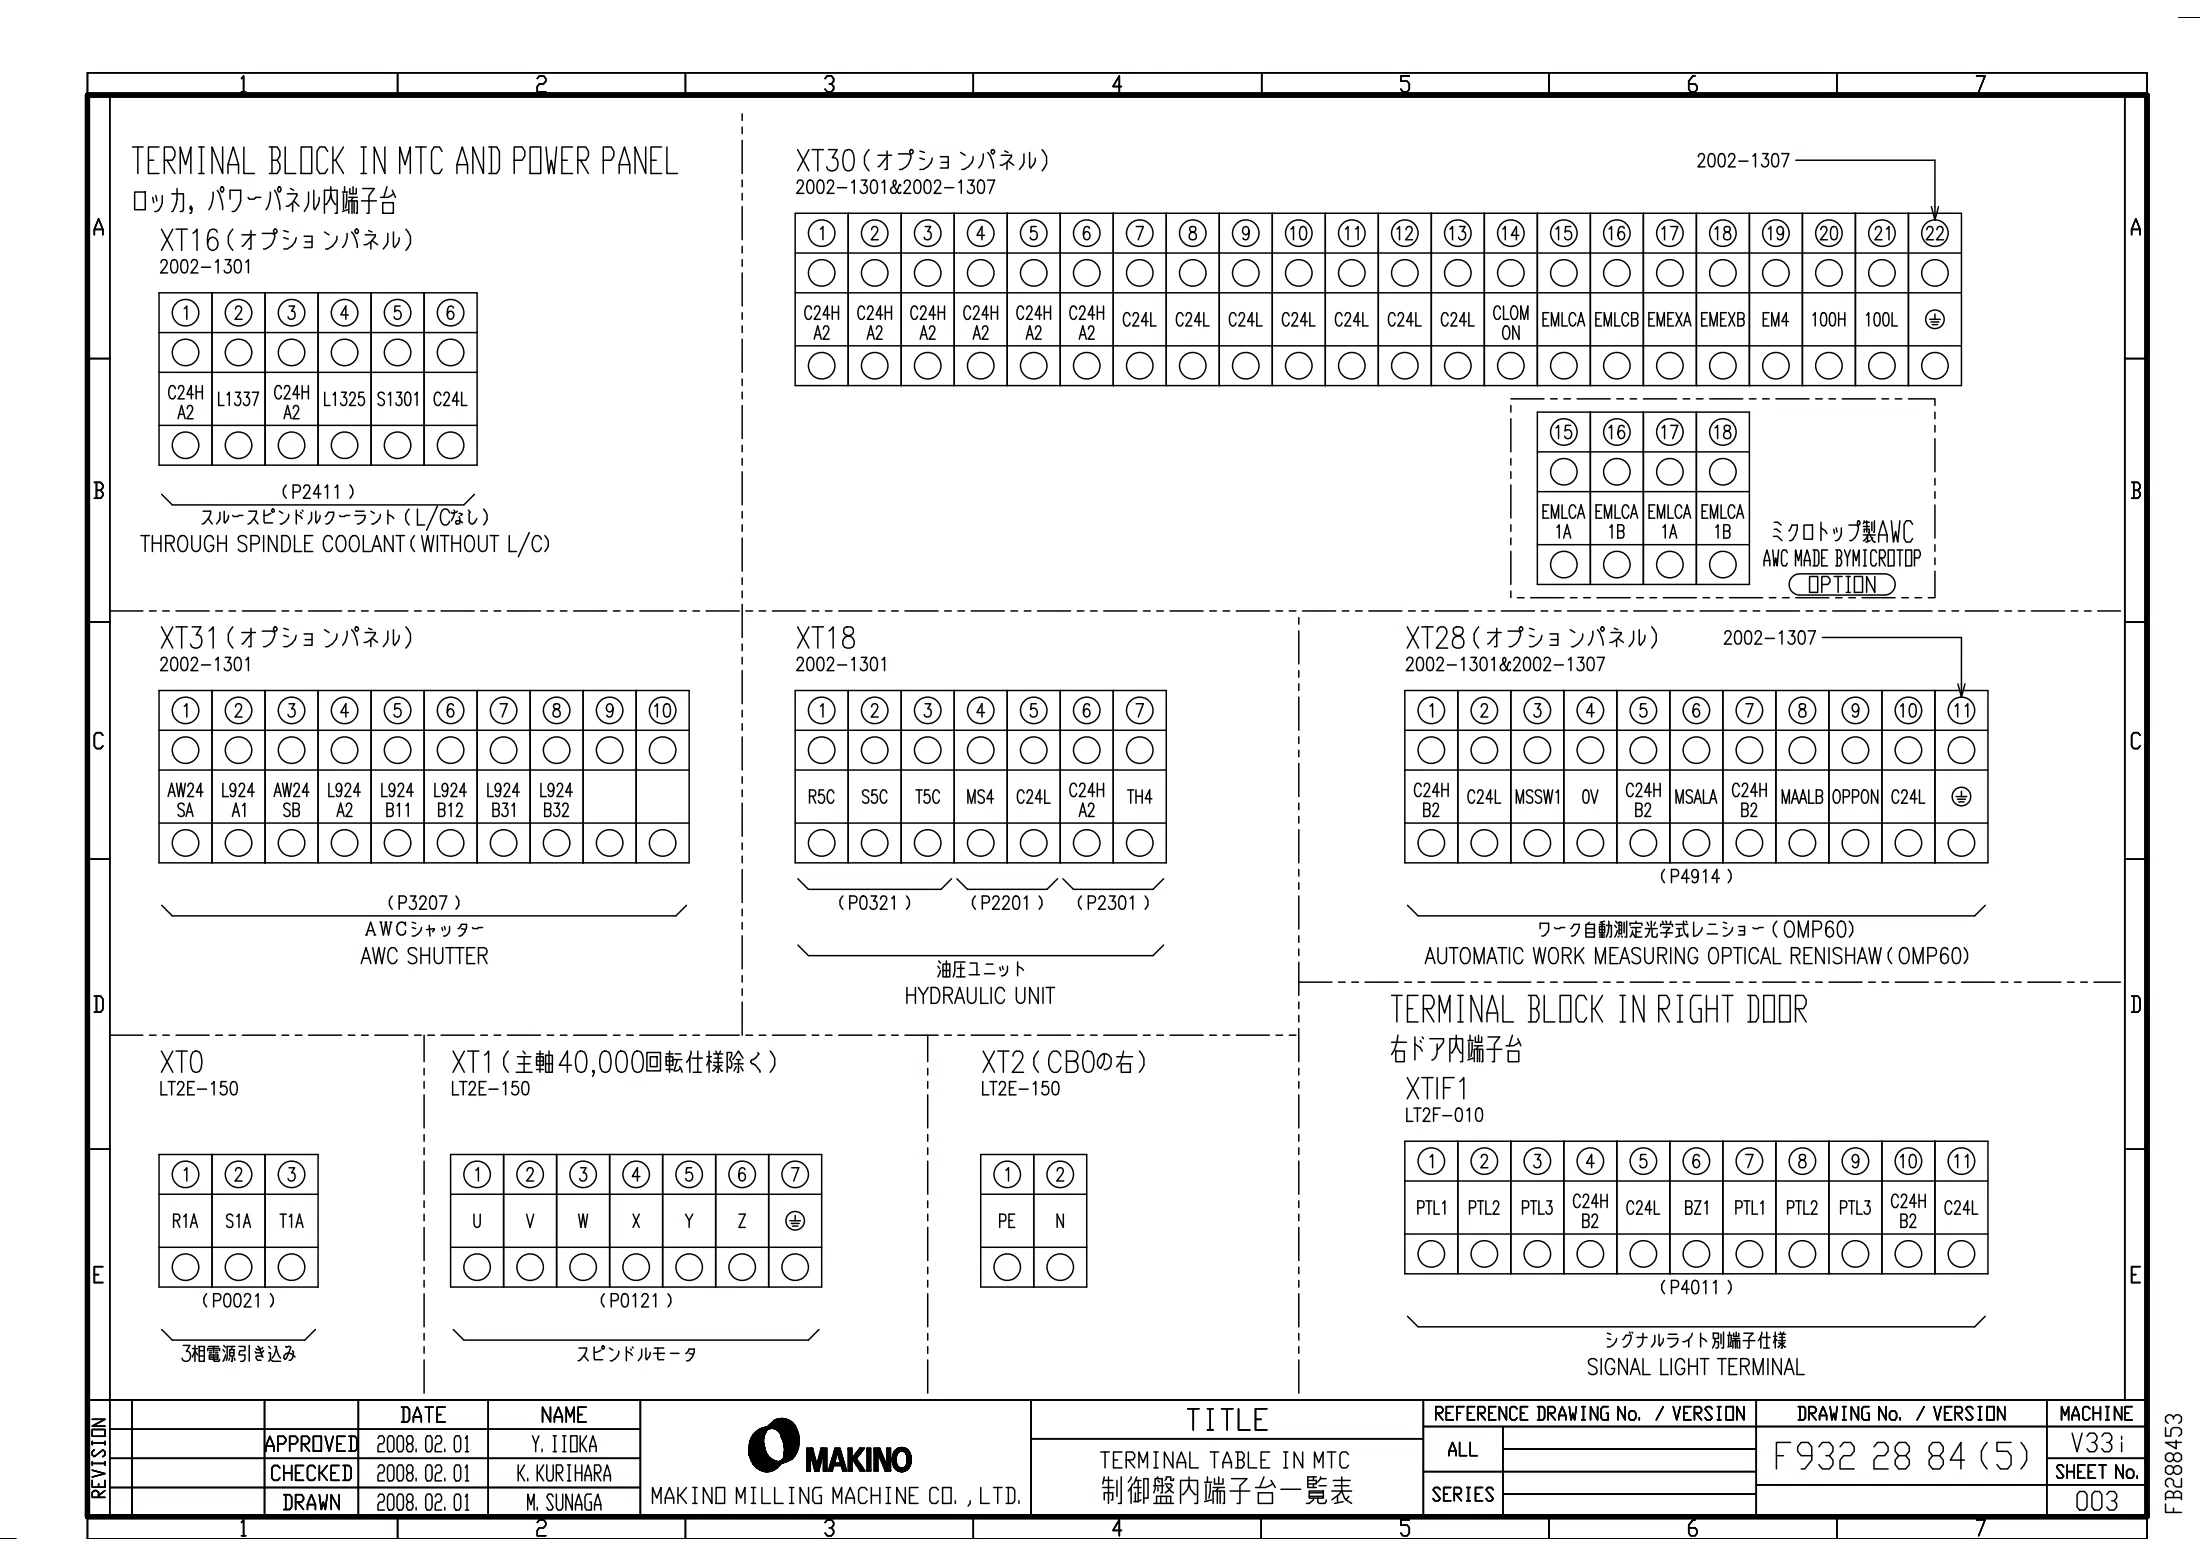 1 2 3 4 5 6 7
A
B
C
D
E
TERMINAL BLOCK IN MTC AND POWER PANEL
ロッカ, パワーパネル内端子台
XT16(オプションパネル)
2002-1301
1 2 3 4 5 6
C24H A2 L1337 C24H A2 L1325 S1301 C24L
(P2411)
スルースピンドルクーラント(L/Cなし)
THROUGH SPINDLE COOLANT(WITHOUT L/C)
XT30(オプションパネル)
2002-1301&2002-1307
2002-1307
1 2 3 4 5 6 7 8 9 10 11 12 13 14 15 16 17 18 19 20 21 22
C24H A2 C24H A2 C24H A2 C24H A2 C24H A2 C24H A2 C24L C24L C24L C24L C24L C24L C24L CLOM ON EMLCA EMLCB EMEXA EMEXB EM4 100H 100L
15 16 17 18
EMLCA 1A EMLCA 1B EMLCA 1A EMLCA 1B
ミクロトップ製AWC
AWC MADE BYMICROTOP
OPTION
XT31(オプションパネル)
2002-1301
1 2 3 4 5 6 7 8 9 10
AW24 SA L924 A1 AW24 SB L924 A2 L924 B11 L924 B12 L924 B31 L924 B32
(P3207)
AWCシャッター
AWC SHUTTER
XT18
2002-1301
1 2 3 4 5 6 7
R5C S5C T5C MS4 C24L C24H A2 TH4
(P0321) (P2201) (P2301)
油圧ユニット
HYDRAULIC UNIT
XT28(オプションパネル)
2002-1301&2002-1307
2002-1307
1 2 3 4 5 6 7 8 9 10 11
C24H B2 C24L MSSW1 0V C24H B2 MSALA C24H B2 MAALB OPPON C24L
(P4914)
ワーク自動測定光学式レニショー(OMP60)
AUTOMATIC WORK MEASURING OPTICAL RENISHAW(OMP60)
XT0
LT2E-150
1 2 3
R1A S1A T1A
(P0021)
3相電源引き込み
XT1(主軸40,000回転仕様除く)
LT2E-150
1 2 3 4 5 6 7
U V W X Y Z
(P0121)
スピンドルモータ
XT2(CB0の右)
LT2E-150
1 2
PE N
TERMINAL BLOCK IN RIGHT DOOR
右ドア内端子台
XTIF1
LT2F-010
1 2 3 4 5 6 7 8 9 10 11
PTL1 PTL2 PTL3 C24H B2 C24L BZ1 PTL1 PTL2 PTL3 C24H B2 C24L
(P4011)
シグナルライト別端子仕様
SIGNAL LIGHT TERMINAL
A
B
C
D
E
REVISION
DATE NAME
APPROVED 2008.02.01 Y. IIOKA
CHECKED 2008.02.01 K. KURIHARA
DRAWN 2008.02.01 M. SUNAGA
MAKINO
MAKINO MILLING MACHINE CO.,LTD.
TITLE
TERMINAL TABLE IN MTC
制御盤内端子台一覧表
REFERENCE DRAWING No. / VERSION
ALL
SERIES
DRAWING No. / VERSION
F932 28 84(5)
MACHINE
V33i
SHEET No.
003
FB288453
1 2 3 4 5 6 7